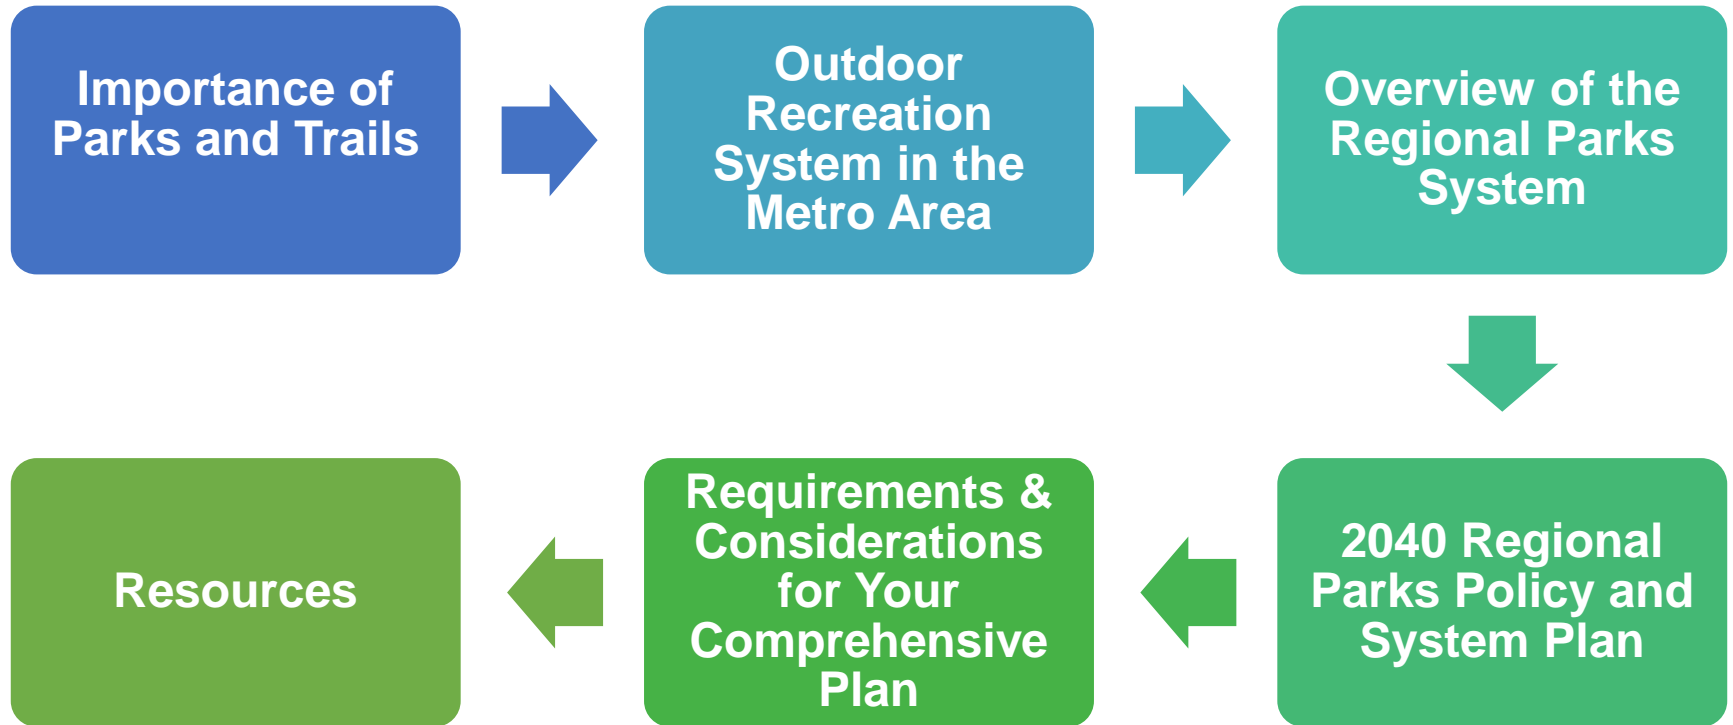 Importance of
Parks and Trails
Outdoor
Recreation
System in the
Metro Area
Overview of the
Regional Parks
System
2040 Regional
Parks Policy and
System Plan
Requirements &
Considerations
for Your
Comprehensive
Plan
Resources